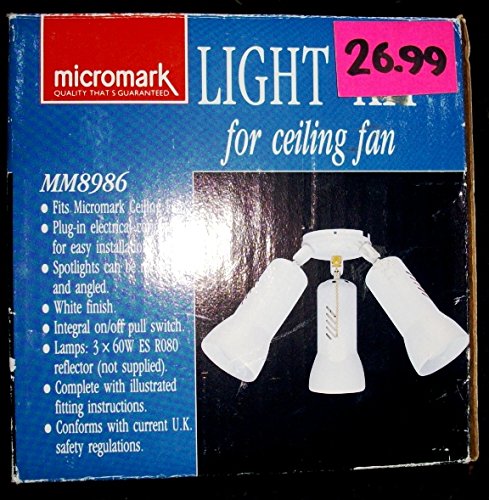 micromark
QUALITY THAT'S GUARANTEED
LIGHT
26.99
for ceiling fan
MM8986
• Fits Micromark Ceiling
• Plug-in electrical
for easy installation
• Spotlights can be
and angled.
• White finish.
• Integral on/off pull switch.
• Lamps: 3 × 60W ES R080
reflector (not supplied).
• Complete with illustrated
fitting instructions.
• Conforms with current U.K.
safety regulations.